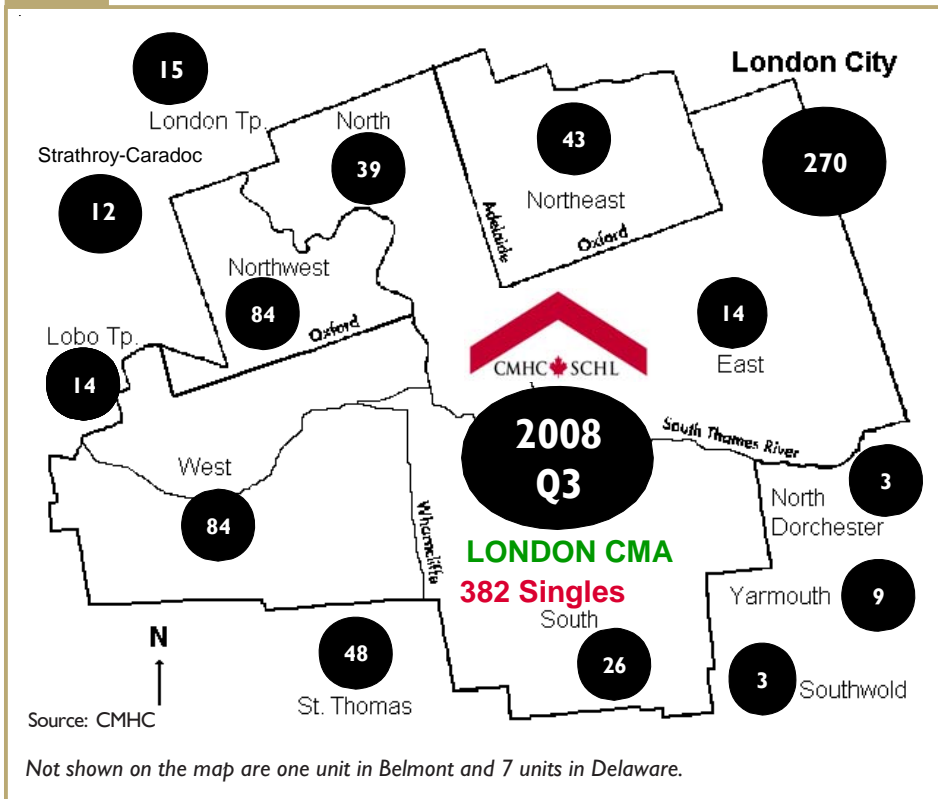 London City
15
London Tp.
North
43
270
Strathroy-Caradoc
39
12
Northeast
Adelaide
Oxford
Northwest
84
Oxford
14
Lobo Tp.
14
East
CMHC SCHL
2008
Q3
South Thames River
West
84
Wharncliffe
North
Dorchester
3
LONDON CMA
382 Singles
Yarmouth
9
South
26
N
48
St. Thomas
3
Southwold
Source: CMHC
Not shown on the map are one unit in Belmont and 7 units in Delaware.